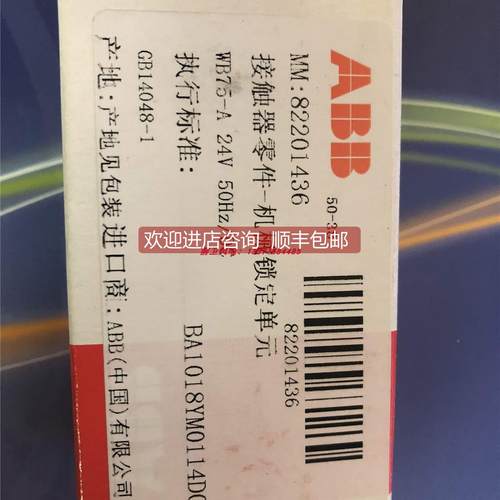 ABB
MM:82201436
接触器零件-机
锁定单元
WB75-A 24V 50Hz/
执行标准:
GB14048-1
产地:产地见包装
进口商:ABB(中国)有限公司
82201436
BA1018YM0114D
欢迎进店咨询 顺丰包邮